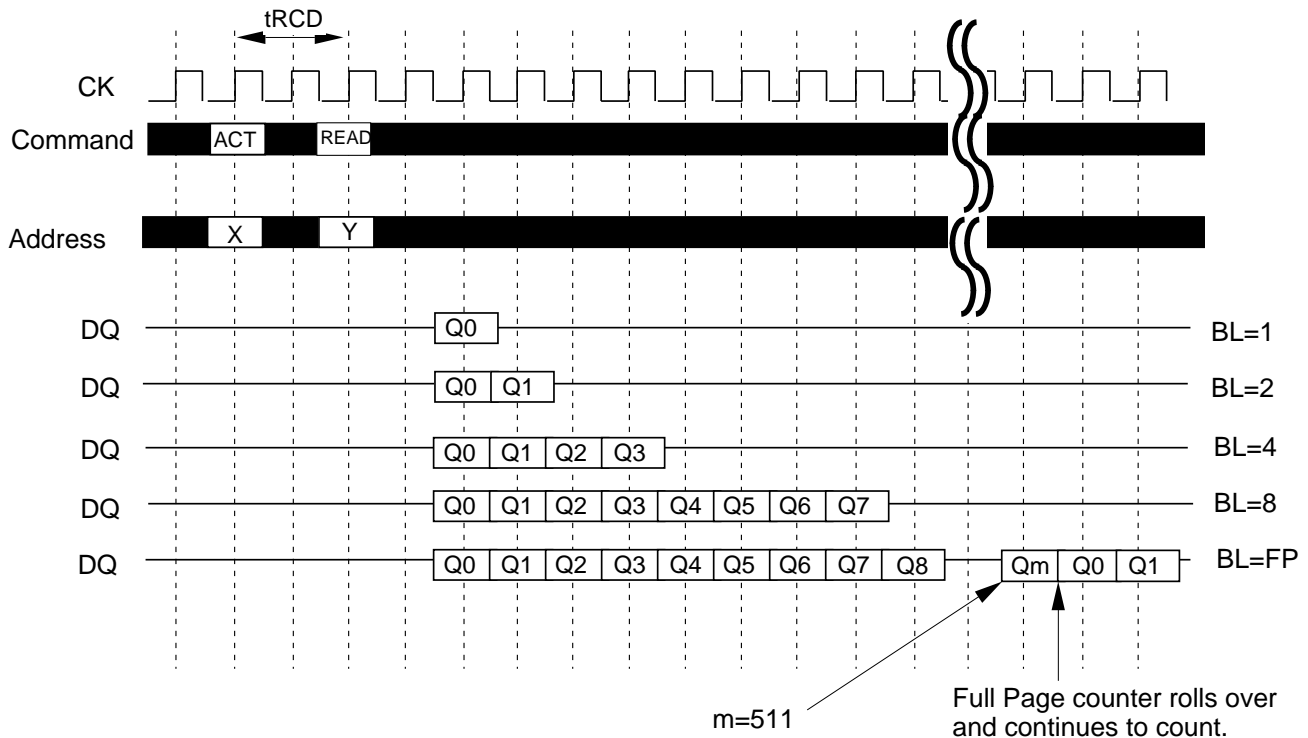 tRCD
CK
Command ACT READ
Address X Y
DQ Q0 BL=1
DQ Q0 Q1 BL=2
DQ Q0 Q1 Q2 Q3 BL=4
DQ Q0 Q1 Q2 Q3 Q4 Q5 Q6 Q7 BL=8
DQ Q0 Q1 Q2 Q3 Q4 Q5 Q6 Q7 Q8 Qm Q0 Q1 BL=FP
m=511
Full Page counter rolls over
and continues to count.